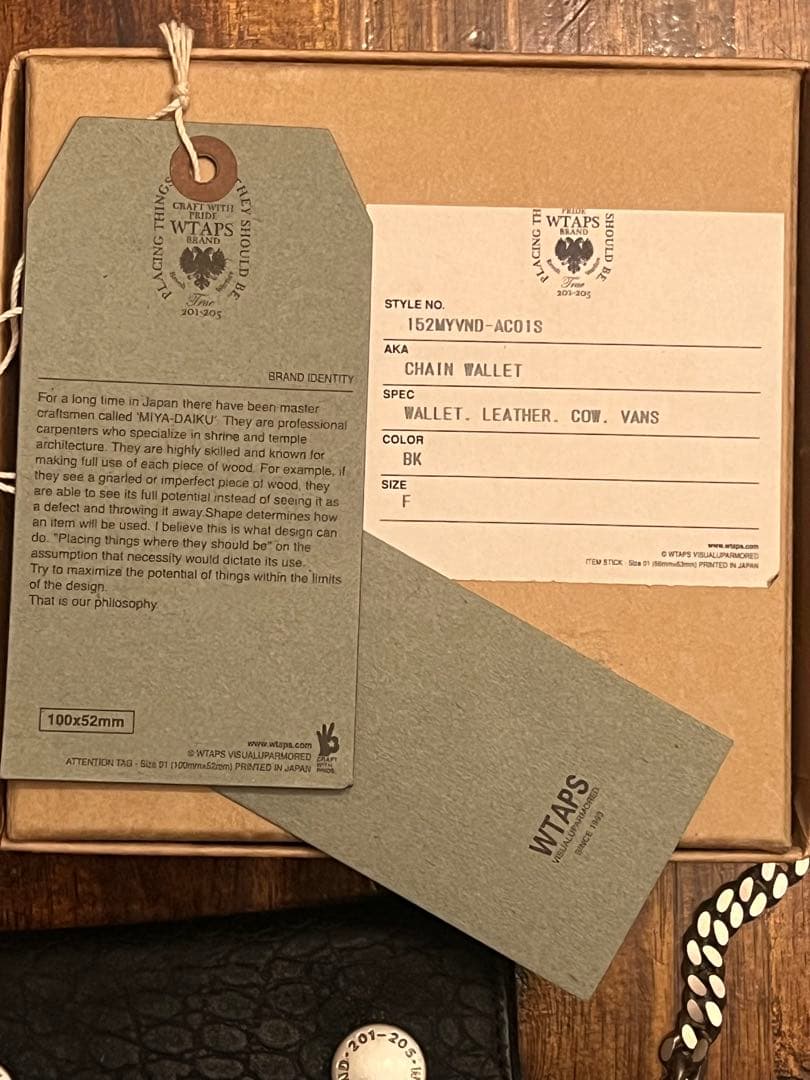 PLACING THINGS
THEY SHOULD BE
CRAFT WITH
PRIDE
WTAPS
BRAND
True
201-205
BRAND IDENTITY
For a long time in Japan there have been master
craftsmen called 'MIYA-DAIKU'. They are professional
carpenters who specialize in shrine and temple
architecture. They are highly skilled and known for
making full use of each piece of wood. For example, if
they see a gnarled or imperfect piece of wood, they
are able to see its full potential instead of seeing it as
a defect and throwing it away.Shape determines how
an item will be used. I believe this is what design can
do. "Placing things where they should be" on the
assumption that necessity would dictate its use.
Try to maximize the potential of things within the limits
of the design.
That is our philosophy.
100x52mm
www.wtaps.com
© WTAPS VISUALUPARMORED
ATTENTION TAG - Size 01 (100mmx52mm) PRINTED IN JAPAN
CRAFT
WITH
PRIDE
PLACING TH
SHOULD BE
PRIDE
WTAPS
BRAND
True
201-205
STYLE NO.
152MYVND-AC01S
AKA
CHAIN WALLET
SPEC
WALLET. LEATHER. COW. VANS
COLOR
BK
SIZE
F
www.wtaps.com
© WTAPS VISUALUPARMORED
ITEM STICK - Size 01 (86mmx53mm) PRINTED IN JAPAN
WTAPS
VISUALUPARMORED
SINCE 1993
ND-201-205-